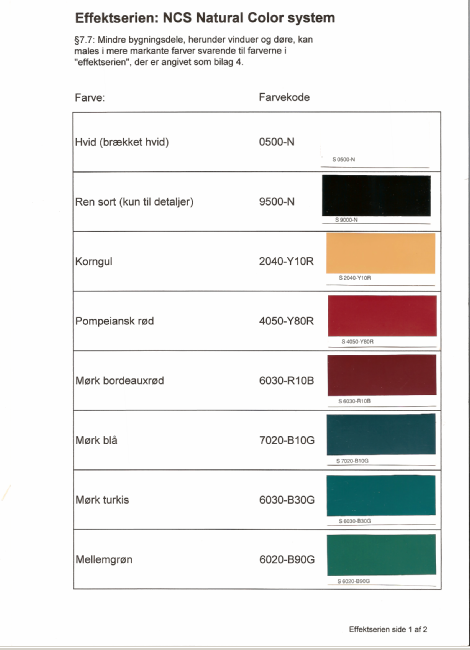 Effektserien: NCS Natural Color system
§7.7: Mindre bygningsdele, herunder vinduer og døre, kan
males i mere markante farver svarende til farverne i
"effektserien", der er angivet som bilag 4.
Farve: Farvekode
Hvid (brækket hvid) 0500-N
S 0500-N
Ren sort (kun til detaljer) 9500-N
S 9000-N
Korngul 2040-Y10R
S 2040-Y10R
Pompeiansk rød 4050-Y80R
S 4050-Y80R
Mørk bordeauxrød 6030-R10B
S 6030-R10B
Mørk blå 7020-B10G
S 7020-B10G
Mørk turkis 6030-B30G
S 6030-B30G
Mellemgrøn 6020-B90G
S 6020-B90G
Effektserien side 1 af 2